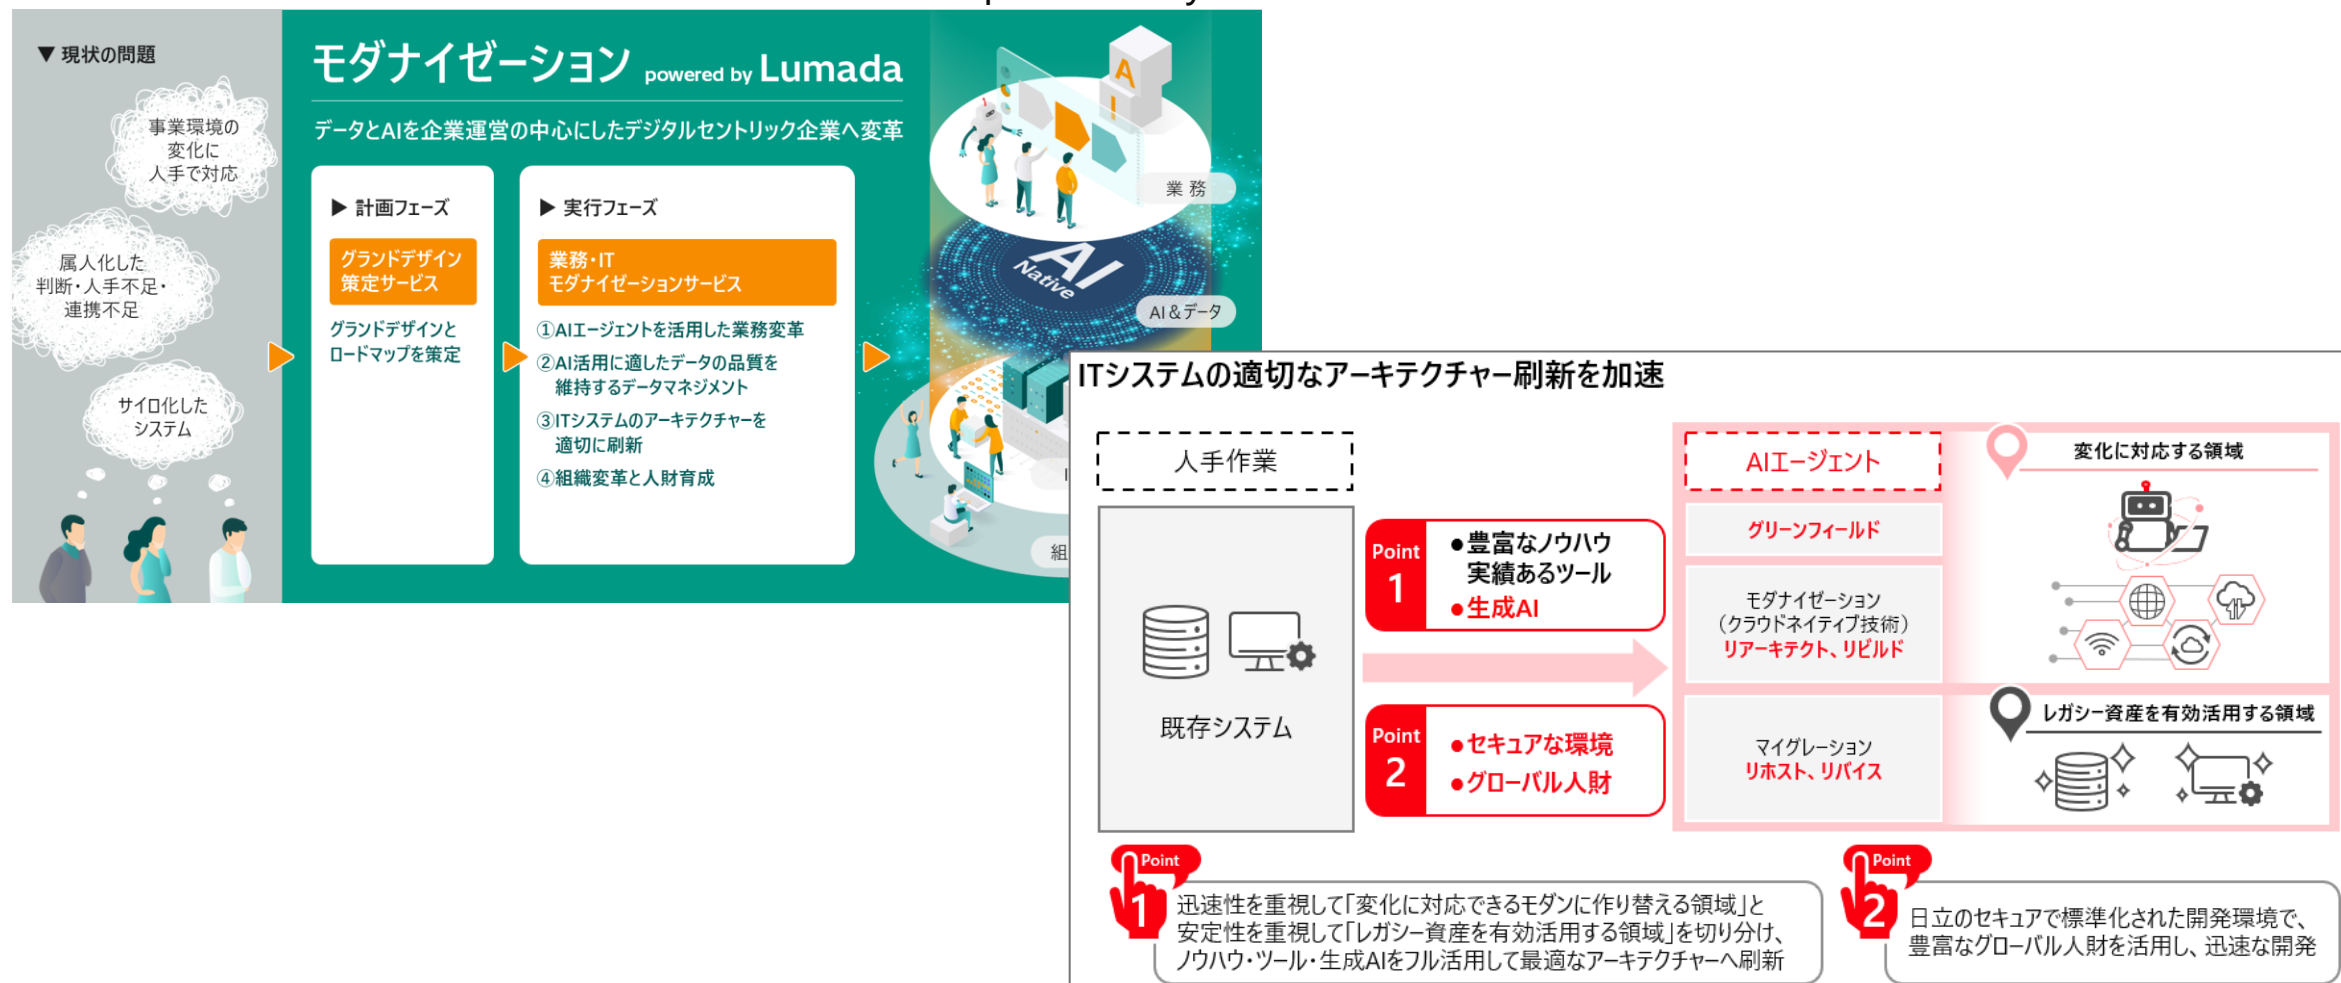 ▼ 現状の問題
事業環境の
変化に
人手で対応
属人化した
判断・人手不足・
連携不足
サイロ化した
システム
モダナイゼーション powered by Lumada
データとAIを企業運営の中心にしたデジタルセントリック企業へ変革
▶ 計画フェーズ
グランドデザイン
策定サービス
グランドデザインと
ロードマップを策定
▶ 実行フェーズ
業務・IT
モダナイゼーションサービス
①AIエージェントを活用した業務変革
②AI活用に適したデータの品質を
維持するデータマネジメント
③ITシステムのアーキテクチャーを
適切に刷新
④組織変革と人財育成
A
I
業務
AI
Native
AI&データ
組
ITシステムの適切なアーキテクチャー刷新を加速
人手作業
既存システム
Point
1
●豊富なノウハウ
実績あるツール
●生成AI
Point
2
●セキュアな環境
●グローバル人財
AIエージェント
グリーンフィールド
モダナイゼーション
(クラウドネイティブ技術)
リアーキテクト、リビルド
マイグレーション
リホスト、リバイス
変化に対応する領域
レガシー資産を有効活用する領域
Point
1
迅速性を重視して「変化に対応できるモダンに作り替える領域」と
安定性を重視して「レガシー資産を有効活用する領域」を切り分け、
ノウハウ・ツール・生成AIをフル活用して最適なアーキテクチャーへ刷新
Point
2
日立のセキュアで標準化された開発環境で、
豊富なグローバル人財を活用し、迅速な開発